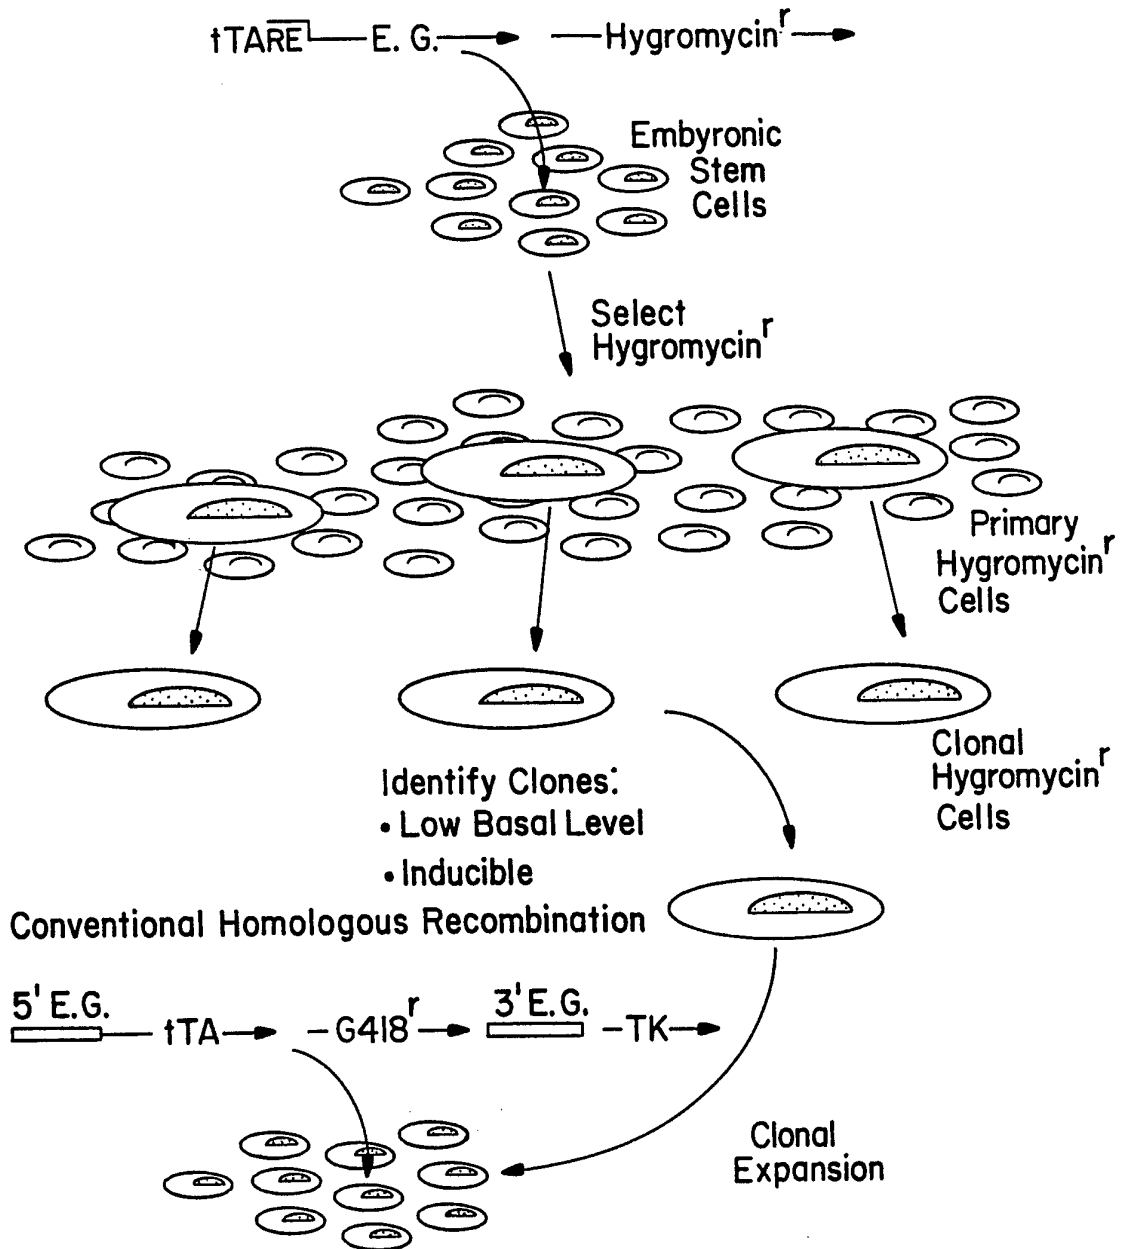 tTARE E. G. Hygromycin^r
Embyronic
Stem
Cells
Select
Hygromycin^r
Primary
Hygromycin^r
Cells
Clonal
Hygromycin^r
Cells
Identify Clones:
• Low Basal Level
• Inducible
Conventional Homologous Recombination
5' E.G. tTA -G418^r 3' E.G. -TK
Clonal
Expansion